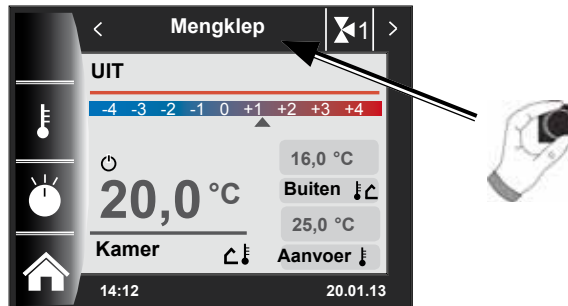 < Mengklep 1 >
UIT
-4 -3 -2 -1 0 +1 +2 +3 +4
16,0 °C
Buiten
20,0 °C
25,0 °C
Kamer
Aanvoer
14:12 20.01.13